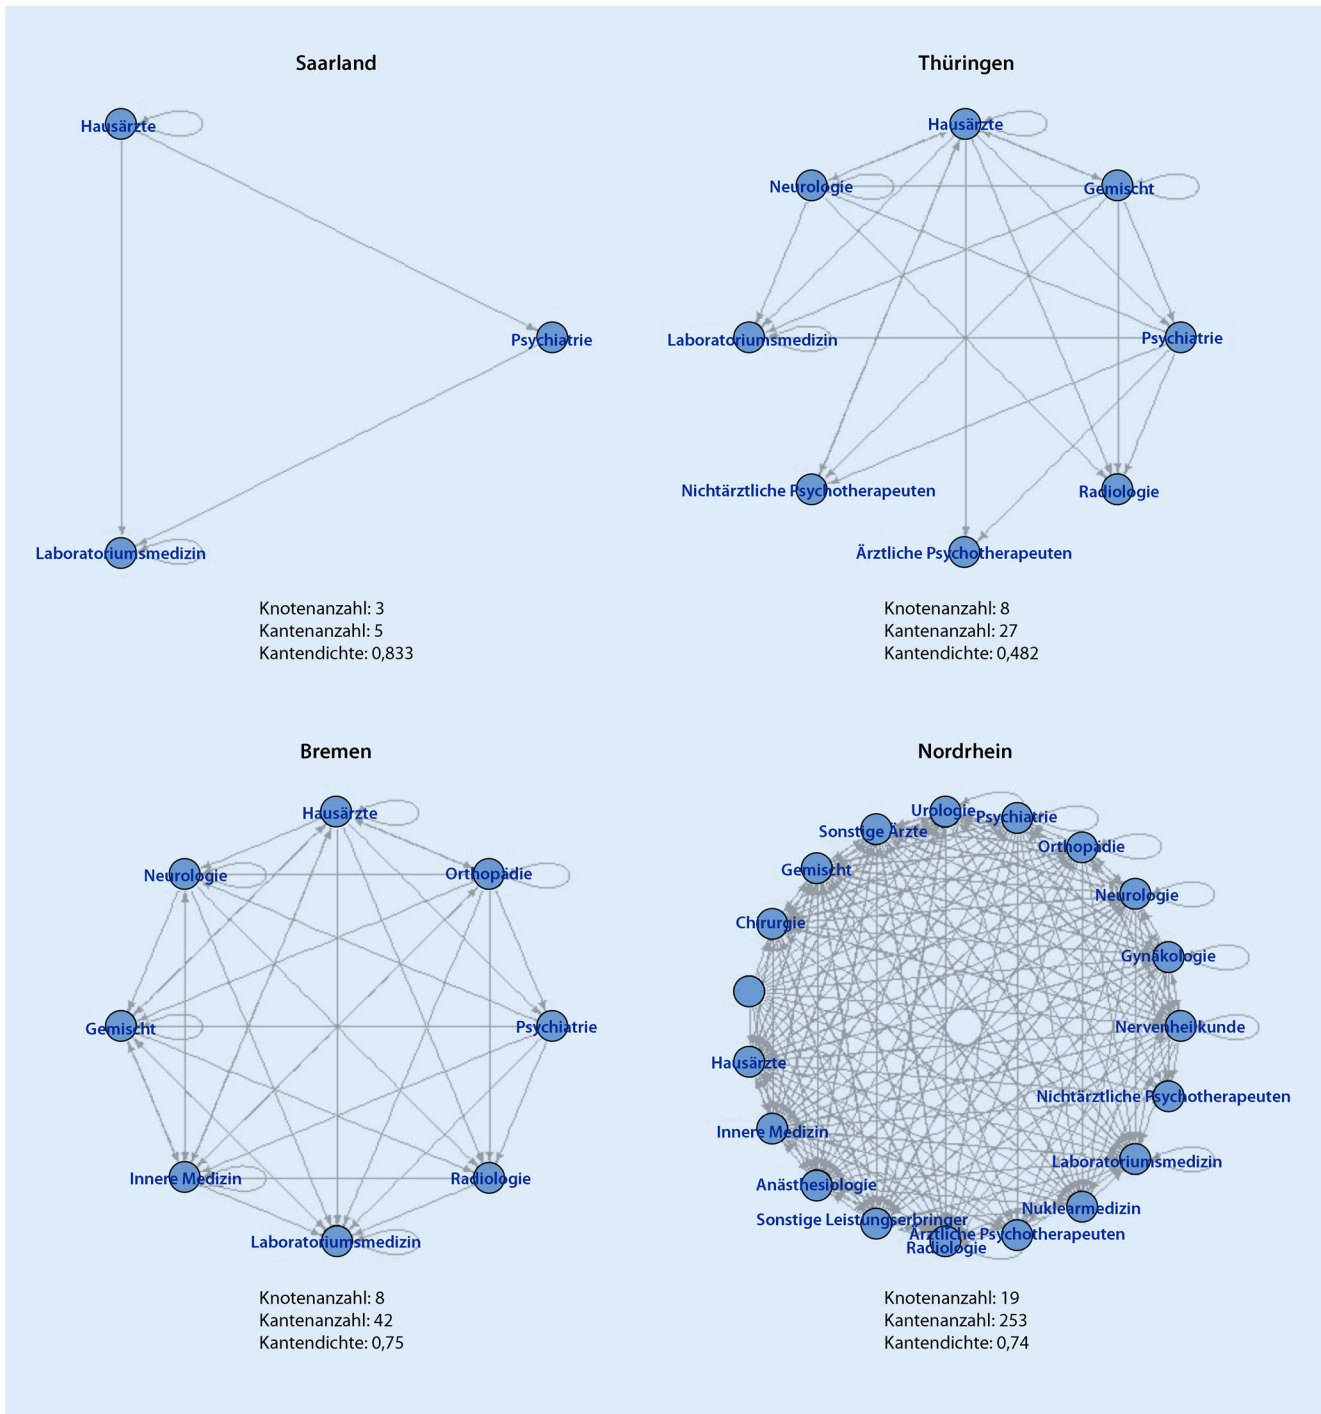 Saarland
Hausärzte
Psychiatrie
Laboratoriumsmedizin
Knotenanzahl: 3
Kantenanzahl: 5
Kantendichte: 0,833
Thüringen
Hausärzte
Neurologie
Gemischt
Laboratoriumsmedizin
Psychiatrie
Nichtärztliche Psychotherapeuten
Radiologie
Ärztliche Psychotherapeuten
Knotenanzahl: 8
Kantenanzahl: 27
Kantendichte: 0,482
Bremen
Hausärzte
Neurologie
Orthopädie
Gemischt
Psychiatrie
Innere Medizin
Radiologie
Laboratoriumsmedizin
Knotenanzahl: 8
Kantenanzahl: 42
Kantendichte: 0,75
Nordrhein
Urologie
Psychiatrie
Sonstige Ärzte
Orthopädie
Gemischt
Neurologie
Chirurgie
Gynäkologie
Nervenheilkunde
Hausärzte
Nichtärztliche Psychotherapeuten
Innere Medizin
Laboratoriumsmedizin
Anästhesiologie
Nuklearmedizin
Sonstige Leistungserbringer
Ärztliche Psychotherapeuten
Radiologie
Knotenanzahl: 19
Kantenanzahl: 253
Kantendichte: 0,74